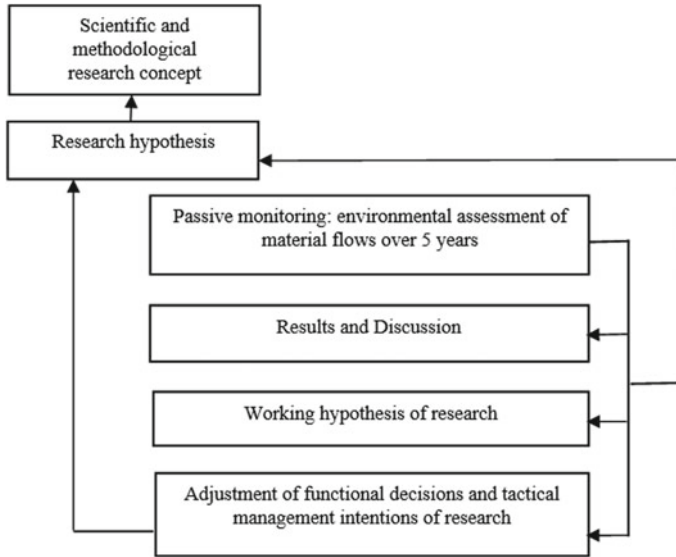 Scientific and
methodological
research concept
Research hypothesis
Passive monitoring: environmental assessment of
material flows over 5 years
Results and Discussion
Working hypothesis of research
Adjustment of functional decisions and tactical
management intentions of research